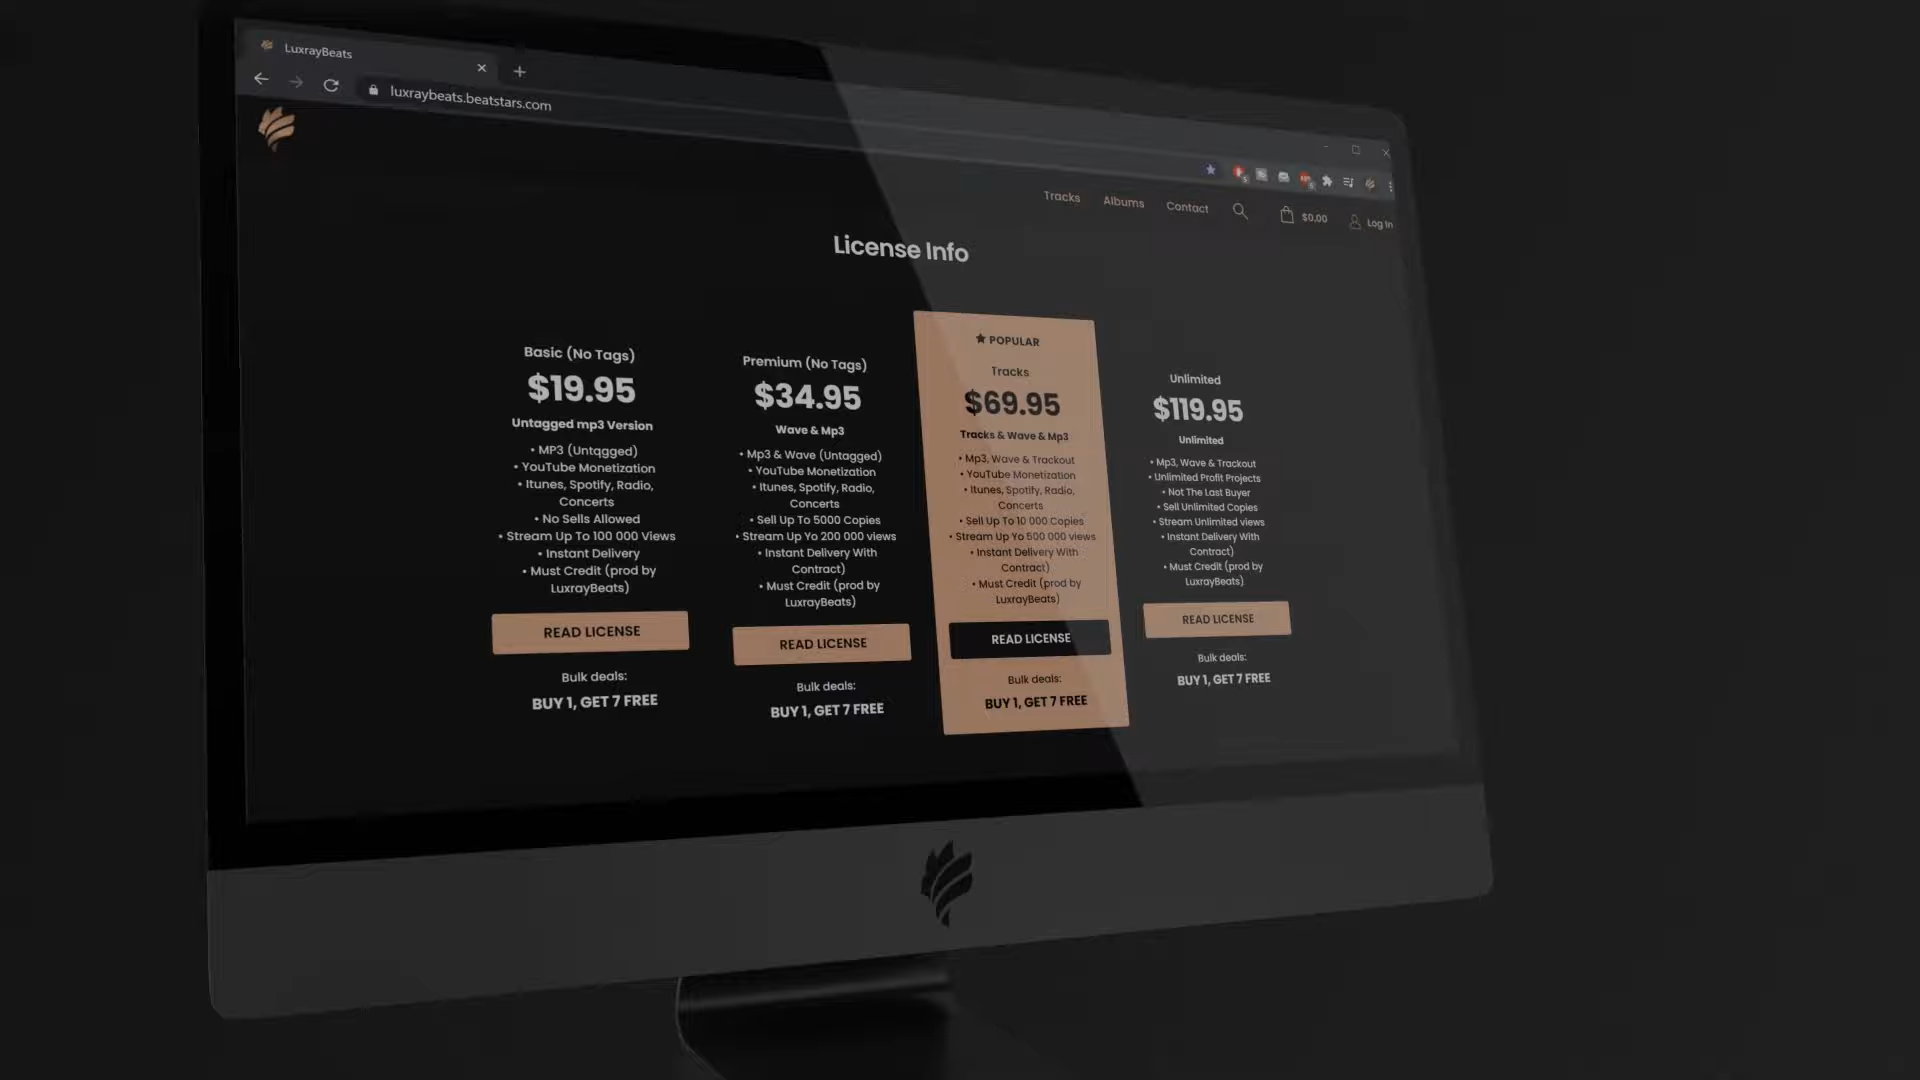 LuxrayBeats
luxraybeats.beatstars.com
Tracks
Albums
Contact
$0.00
Log In
License Info
Basic (No Tags)
$19.95
Untagged mp3 Version
• MP3 (Untqgged)
• YouTube Monetization
• Itunes, Spotify, Radio,
Concerts
• No Sells Allowed
• Stream Up To 100 000 Views
• Instant Delivery
• Must Credit (prod by
LuxrayBeats)
READ LICENSE
Bulk deals:
BUY 1, GET 7 FREE
Premium (No Tags)
$34.95
Wave & Mp3
• Mp3 & Wave (Untagged)
• YouTube Monetization
• Itunes, Spotify, Radio,
Concerts
• Sell Up To 5000 Copies
• Stream Up Yo 200 000 views
• Instant Delivery With
Contract)
• Must Credit (prod by
LuxrayBeats)
READ LICENSE
Bulk deals:
BUY 1, GET 7 FREE
POPULAR
Tracks
$69.95
Tracks & Wave & Mp3
• Mp3, Wave & Trackout
• YouTube Monetization
• Itunes, Spotify, Radio,
Concerts
• Sell Up To 10 000 Copies
• Stream Up Yo 500 000 views
• Instant Delivery With
Contract)
• Must Credit (prod by
LuxrayBeats)
READ LICENSE
Bulk deals:
BUY 1, GET 7 FREE
Unlimited
$119.95
Unlimited
• Mp3, Wave & Trackout
• Unlimited Profit Projects
• Not The Last Buyer
• Sell Unlimited Copies
• Stream Unlimited views
• Instant Delivery With
Contract)
• Must Credit (prod by
LuxrayBeats)
READ LICENSE
Bulk deals:
BUY 1, GET 7 FREE